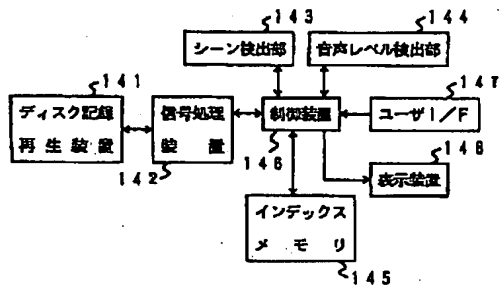 143
144
シーン検出部
音声レベル検出部
141
147
ディスク記録
再生装置
信号処理
装置
制御装置
ユーザI/F
146
148
142
表示装置
インデックス
メモリ
145